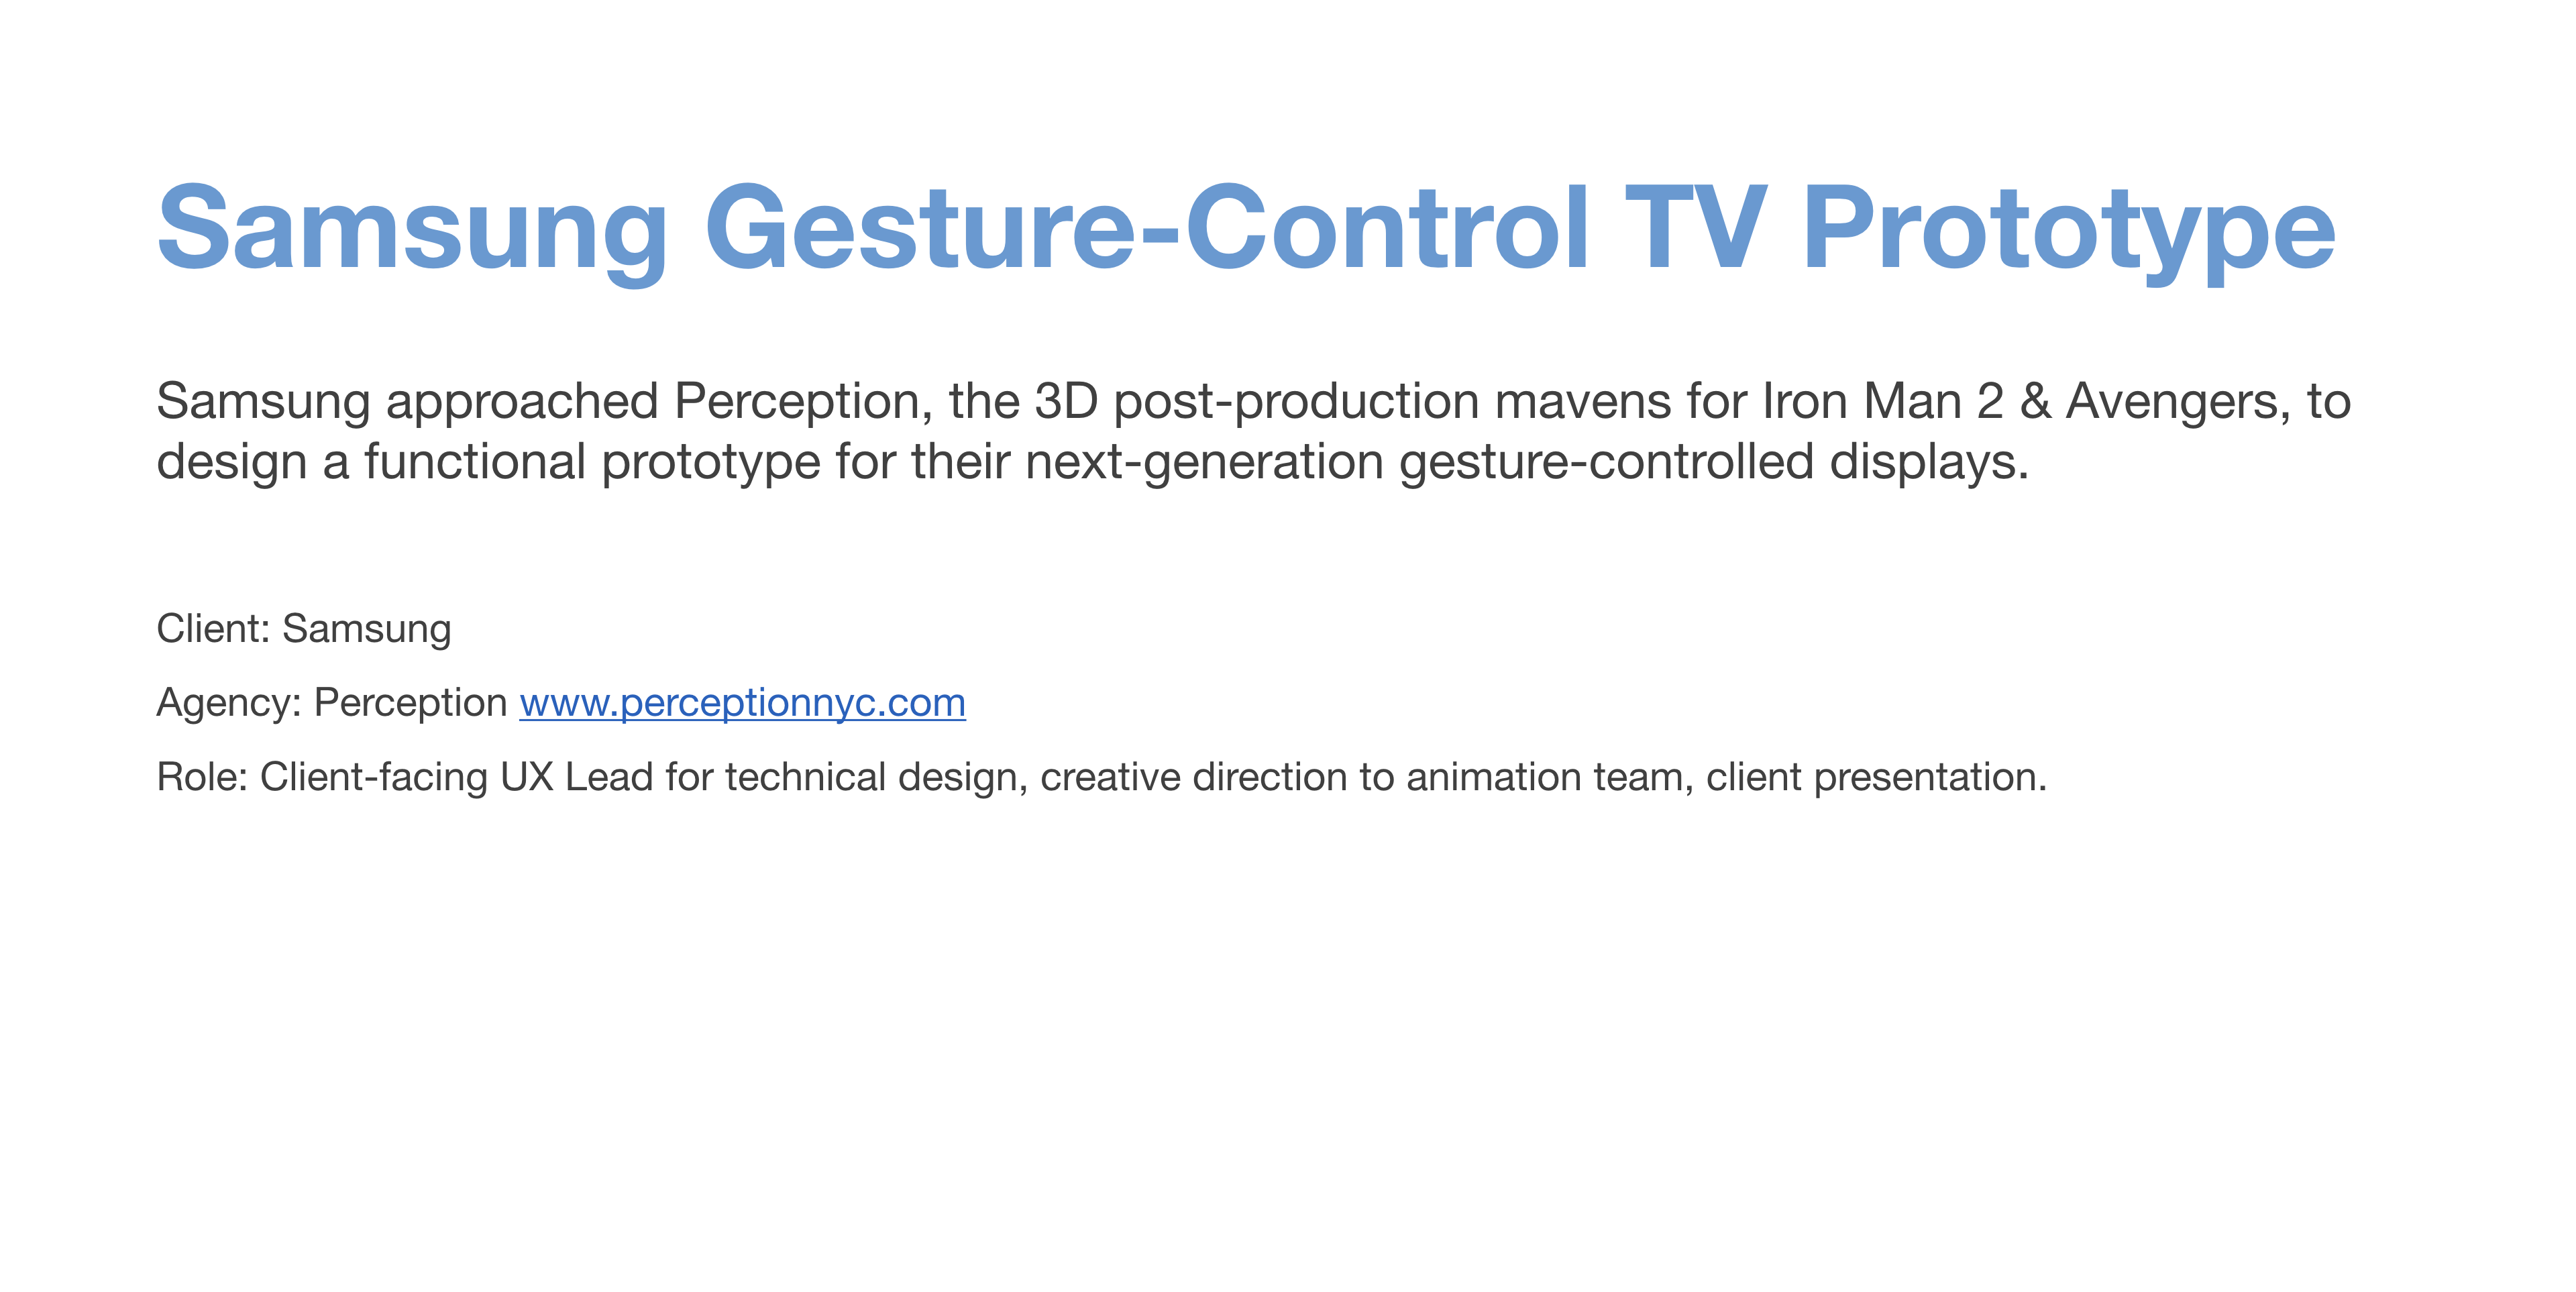 Samsung Gesture-Control TV Prototype
Samsung approached Perception, the 3D post-production mavens for Iron Man 2 & Avengers, to
design a functional prototype for their next-generation gesture-controlled displays.
Client: Samsung
Agency: Perception www.perceptionnyc.com
Role: Client-facing UX Lead for technical design, creative direction to animation team, client presentation.